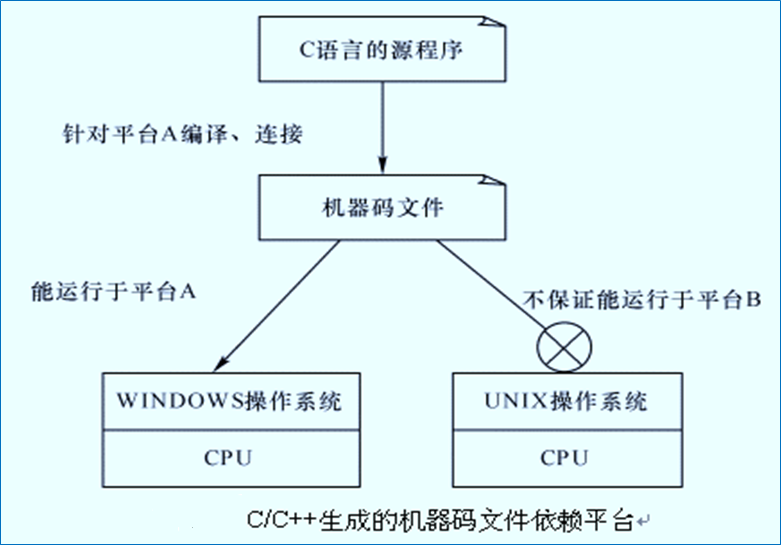 C语言的源程序
针对平台A编译、连接
机器码文件
能运行于平台A
不保证能运行于平台B
WINDOWS操作系统
UNIX操作系统
CPU
CPU
C/C++生成的机器码文件依赖平台↵